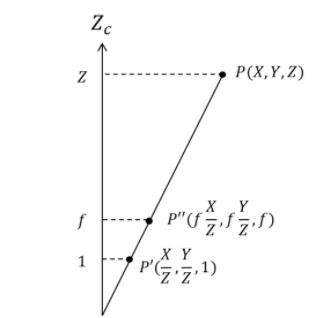 Z_c
Z P(X,Y,Z)
f P''(f X/Z, f Y/Z, f)
1 P'(X/Z, Y/Z, 1)